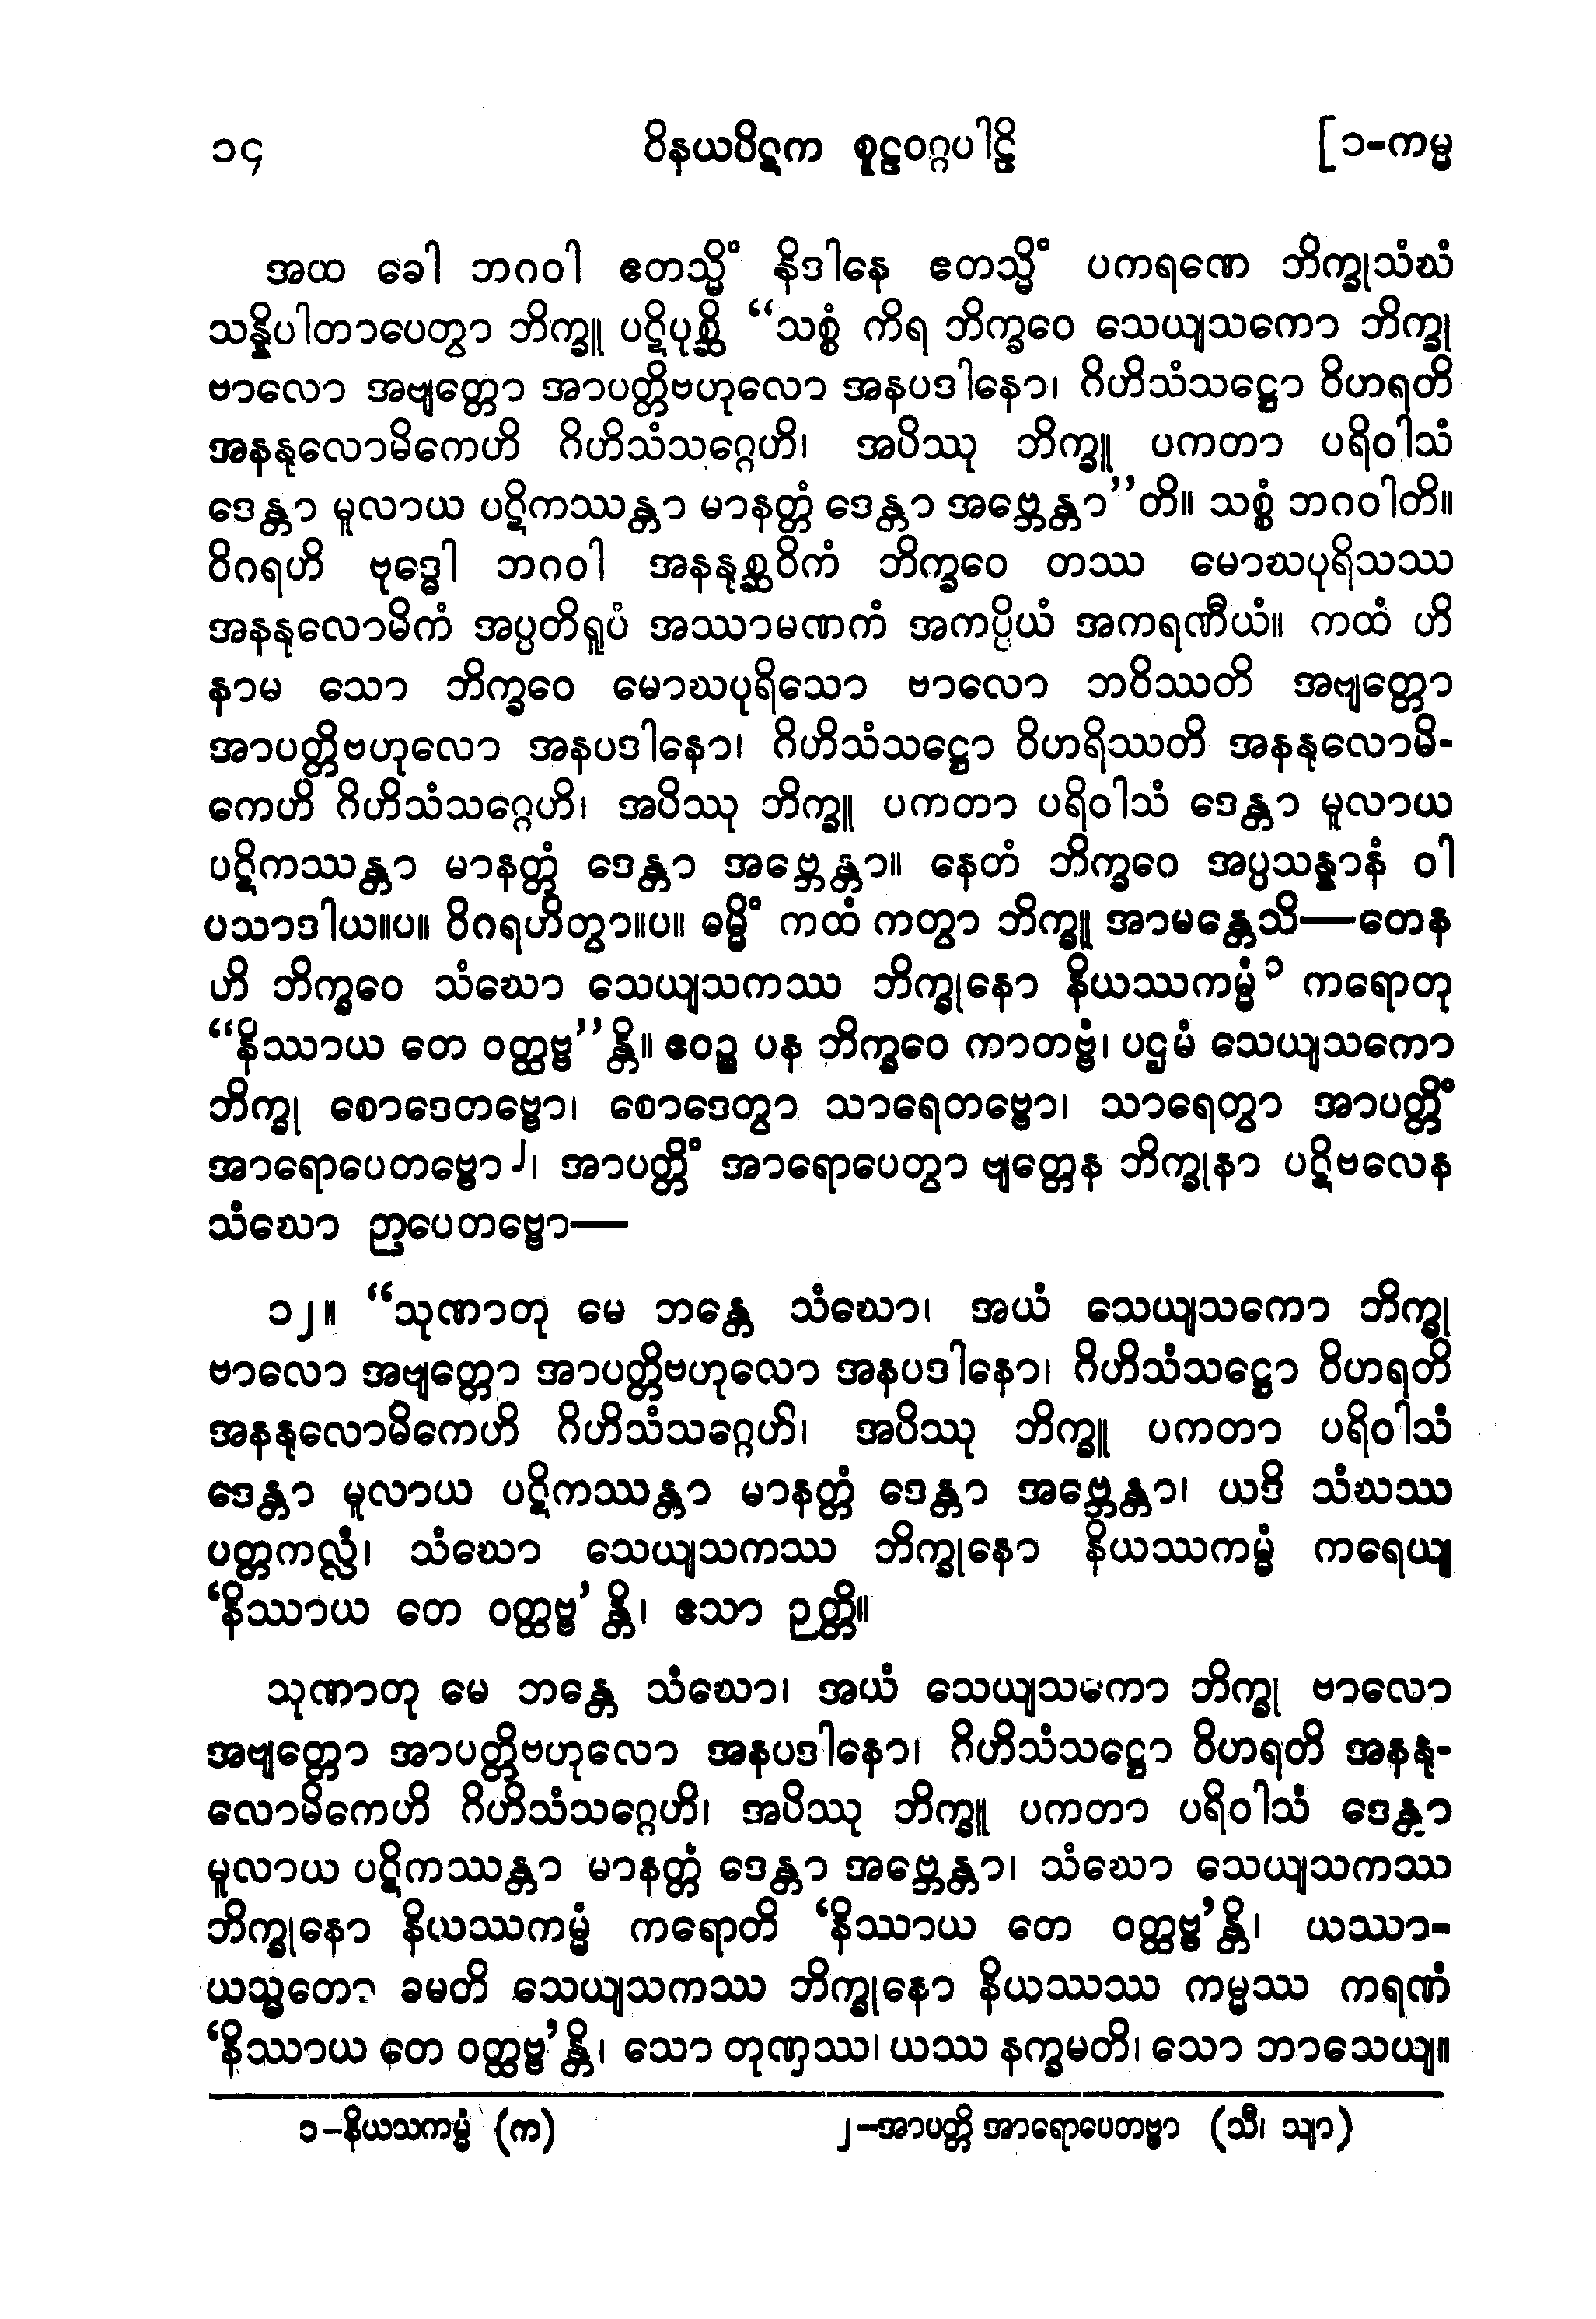 ၁၄ ဝိနယပိဋက စူဠဝဂ္ဂပါဠိ [၁-ကမ္မ
အထ ခေါ ဘဂဝါ ဧတသ္မိံ နိဒါနေ ဧတသ္မိံ ပကရဏေ ဘိက္ခုသံဃံ
သန္နိပါတာပေတွာ ဘိက္ခူ ပဋိပုစ္ဆိ “သစ္စံ ကိရ ဘိက္ခဝေ သေယျသကော ဘိက္ခု
ဗာလော အဗျတ္တော အာပတ္တိဗဟုလော အနပဒါနော၊ ဂိဟိသံသဋ္ဌော ဝိဟရတိ
အနနုလောမိကေဟိ ဂိဟိသံသဂ္ဂေဟိ၊ အပိဿု ဘိက္ခူ ပကတာ ပရိဝါသံ
ဒေန္တာ မူလာယ ပဋိကဿန္တာ မာနတ္တံ ဒေန္တာ အဗ္ဘေန္တာ”တိ။ သစ္စံ ဘဂဝါတိ။
ဝိဂရဟိ ဗုဒ္ဓေါ ဘဂဝါ အနနုစ္ဆဝိကံ ဘိက္ခဝေ တဿ မောဃပုရိသဿ
အနနုလောမိကံ အပ္ပတိရူပံ အဿာမဏကံ အကပ္ပိယံ အကရဏီယံ။ ကထံ ဟိ
နာမ သော ဘိက္ခဝေ မောဃပုရိသော ဗာလော ဘဝိဿတိ အဗျတ္တော
အာပတ္တိဗဟုလော အနပဒါနော၊ ဂိဟိသံသဋ္ဌော ဝိဟရိဿတိ အနနုလောမိ-
ကေဟိ ဂိဟိသံသဂ္ဂေဟိ၊ အပိဿု ဘိက္ခူ ပကတာ ပရိဝါသံ ဒေန္တာ မူလာယ
ပဋိကဿန္တာ မာနတ္တံ ဒေန္တာ အဗ္ဘေန္တာ။ နေတံ ဘိက္ခဝေ အပ္ပသန္နာနံ ဝါ
ပသာဒါယ။ပ။ ဝိဂရဟိတွာ။ပ။ ဓမ္မိံ ကထံ ကတွာ ဘိက္ခူ အာမန္တေသိ—တေန
ဟိ ဘိက္ခဝေ သံဃော သေယျသကဿ ဘိက္ခုနော နိယဿကမ္မံ၁ ကရောတု
“နိဿာယ တေ ဝတ္ထဗ္ဗ”န္တိ။ ဧဝဉ္စ ပန ဘိက္ခဝေ ကာတဗ္ဗံ၊ ပဌမံ သေယျသကော
ဘိက္ခု စောဒေတဗ္ဗော၊ စောဒေတွာ သာရေတဗ္ဗော၊ သာရေတွာ အာပတ္တိံ
အာရောပေတဗ္ဗော၂၊ အာပတ္တိံ အာရောပေတွာ ဗျတ္တေန ဘိက္ခုနာ ပဋိဗလေန
သံဃော ဉာပေတဗ္ဗော—
၁၂။ “သုဏာတု မေ ဘန္တေ သံဃော၊ အယံ သေယျသကော ဘိက္ခု
ဗာလော အဗျတ္တော အာပတ္တိဗဟုလော အနပဒါနော၊ ဂိဟိသံသဋ္ဌော ဝိဟရတိ
အနနုလောမိကေဟိ ဂိဟိသံသဂ္ဂေဟိ၊ အပိဿု ဘိက္ခူ ပကတာ ပရိဝါသံ
ဒေန္တာ မူလာယ ပဋိကဿန္တာ မာနတ္တံ ဒေန္တာ အဗ္ဘေန္တာ၊ ယဒိ သံဃဿ
ပတ္တကလ္လံ၊ သံဃော သေယျသကဿ ဘိက္ခုနော နိယဿကမ္မံ ကရေယျ
‘နိဿာယ တေ ဝတ္ထဗ္ဗ’န္တိ၊ ဧသာ ဉတ္တိ။
သုဏာတု မေ ဘန္တေ သံဃော၊ အယံ သေယျသကော ဘိက္ခု ဗာလော
အဗျတ္တော အာပတ္တိဗဟုလော အနပဒါနော၊ ဂိဟိသံသဋ္ဌော ဝိဟရတိ အနနု-
လောမိကေဟိ ဂိဟိသံသဂ္ဂေဟိ၊ အပိဿု ဘိက္ခူ ပကတာ ပရိဝါသံ ဒေန္တာ
မူလာယ ပဋိကဿန္တာ မာနတ္တံ ဒေန္တာ အဗ္ဘေန္တာ၊ သံဃော သေယျသကဿ
ဘိက္ခုနော နိယဿကမ္မံ ကရောတိ ‘နိဿာယ တေ ဝတ္ထဗ္ဗ’န္တိ၊ ယဿာ-
ယသ္မတော ခမတိ သေယျသကဿ ဘိက္ခုနော နိယဿဿ ကမ္မဿ ကရဏံ
‘နိဿာယ တေ ဝတ္ထဗ္ဗ’န္တိ၊ သော တုဏှဿ၊ ယဿ နက္ခမတိ၊ သော ဘာသေယျ။
၁-နိယသကမ္မံ (က) ၂-အာပတ္တိ အာရောပေတဗ္ဗာ (သီ၊ သျာ)